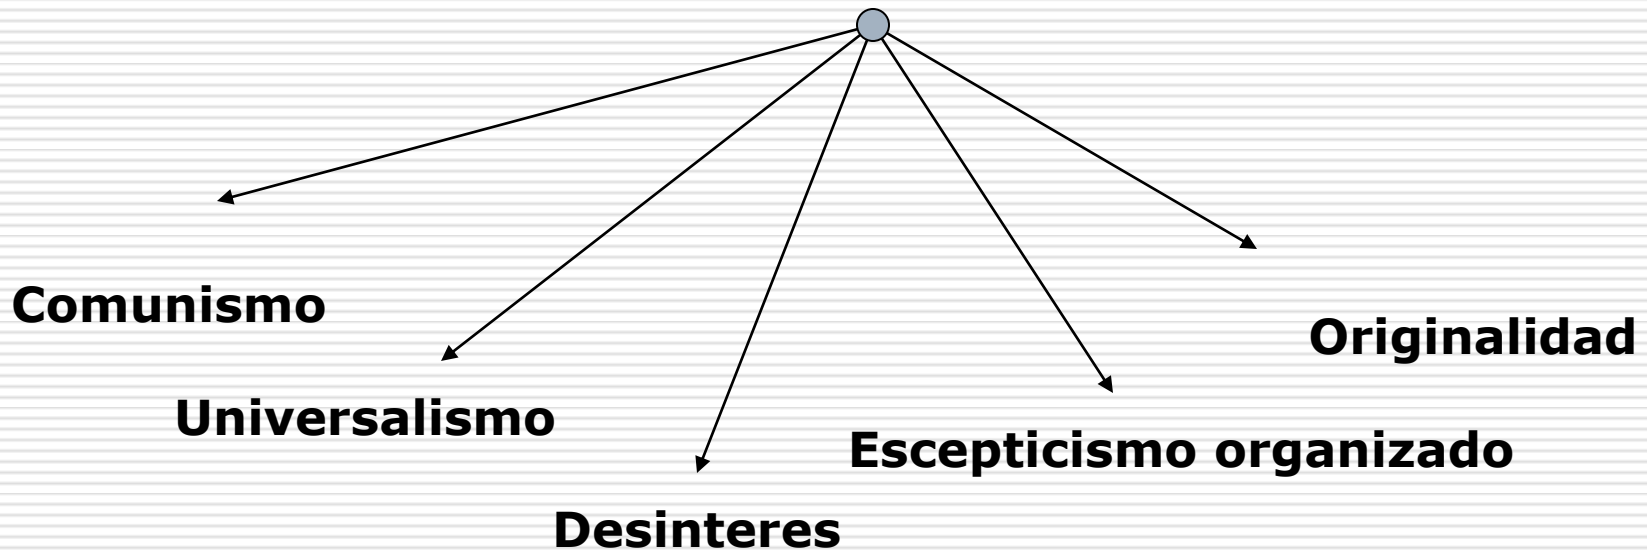 Comunismo
Originalidad
Universalismo
Escepticismo organizado
Desinteres